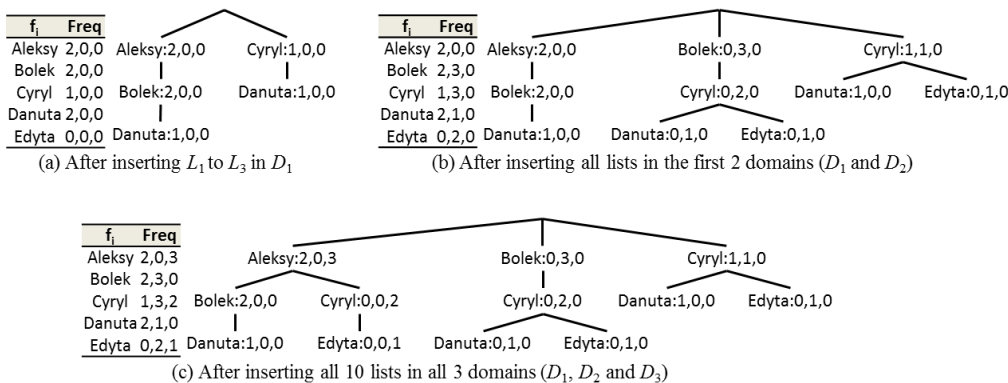 fi Freq
Aleksy 2,0,0
Bolek 2,0,0
Cyryl 1,0,0
Danuta 2,0,0
Edyta 0,0,0
Aleksy:2,0,0 Cyryl:1,0,0
Bolek:2,0,0 Danuta:1,0,0
Danuta:1,0,0
(a) After inserting L1 to L3 in D1
fi Freq
Aleksy 2,0,0
Bolek 2,3,0
Cyryl 1,3,0
Danuta 2,1,0
Edyta 0,2,0
Aleksy:2,0,0 Bolek:0,3,0 Cyryl:1,1,0
Bolek:2,0,0 Cyryl:0,2,0 Danuta:1,0,0 Edyta:0,1,0
Danuta:1,0,0 Danuta:0,1,0 Edyta:0,1,0
(b) After inserting all lists in the first 2 domains (D1 and D2)
fi Freq
Aleksy 2,0,3
Bolek 2,3,0
Cyryl 1,3,2
Danuta 2,1,0
Edyta 0,2,1
Aleksy:2,0,3 Bolek:0,3,0 Cyryl:1,1,0
Bolek:2,0,0 Cyryl:0,0,2 Cyryl:0,2,0 Danuta:1,0,0 Edyta:0,1,0
Danuta:1,0,0 Edyta:0,0,1 Danuta:0,1,0 Edyta:0,1,0
(c) After inserting all 10 lists in all 3 domains (D1, D2 and D3)